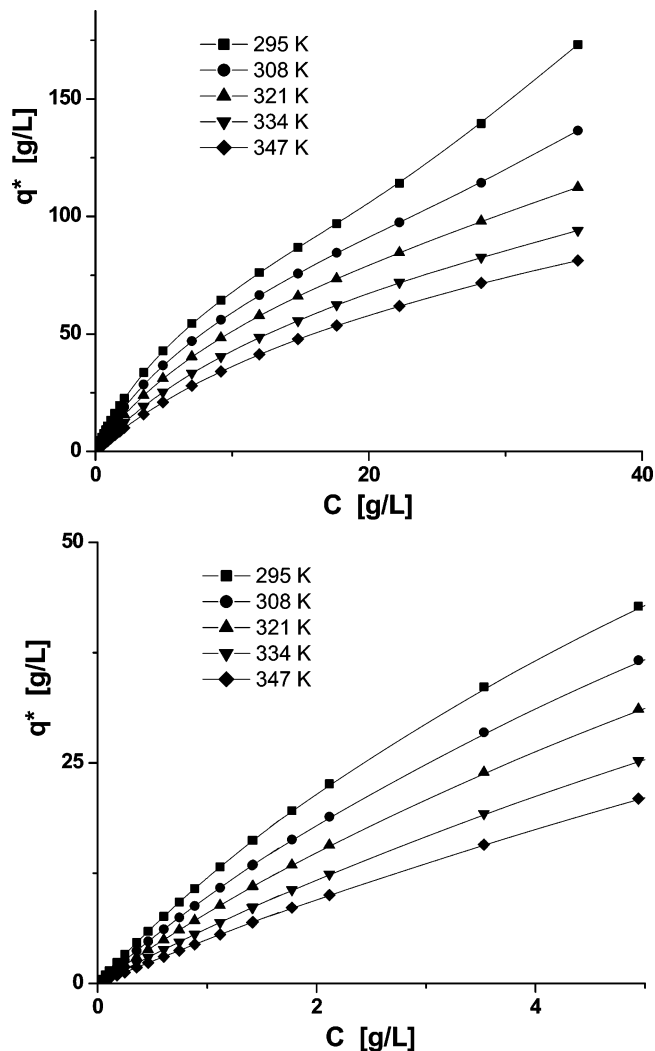 295 K
308 K
321 K
334 K
347 K
150
100
50
0
q* [g/L]
0 20 40
C [g/L]
295 K
308 K
321 K
334 K
347 K
50
25
0
q* [g/L]
0 2 4
C [g/L]